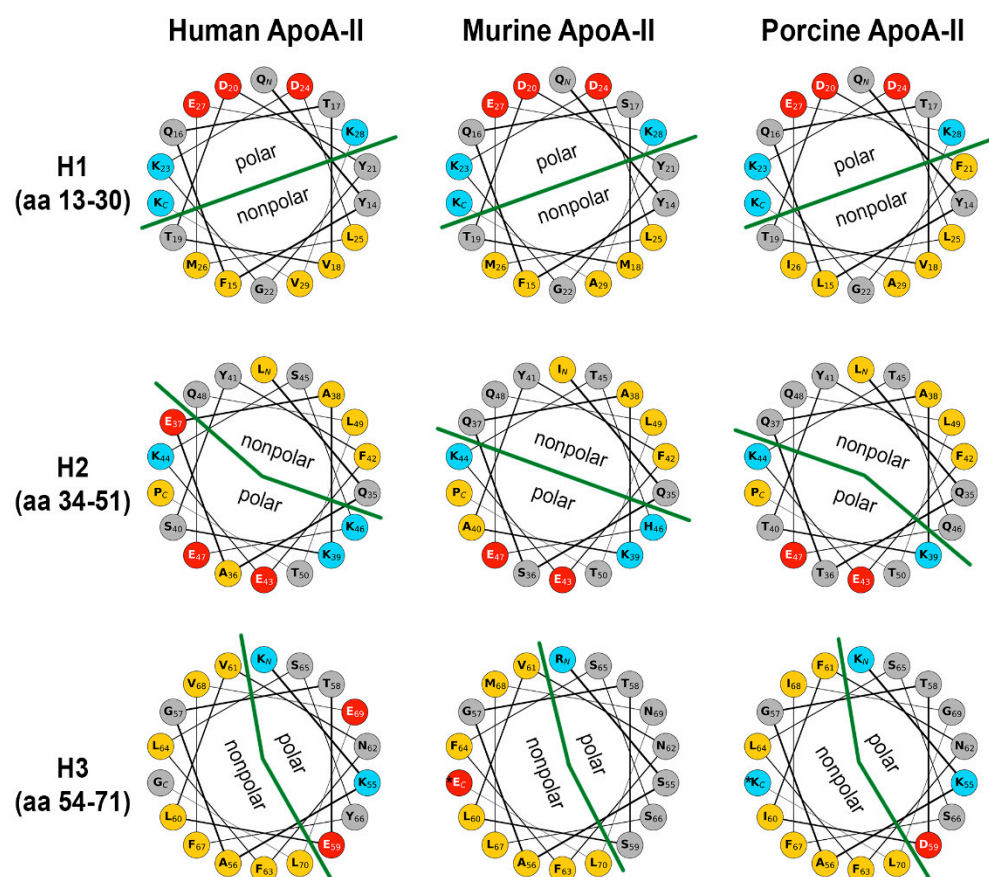 Human ApoA-II
Murine ApoA-II
Porcine ApoA-II
H1
(aa 13-30)
D20 QN D24
E27 T17
Q16 K28
polar
K23 Y21
nonpolar
KC Y14
T19 L25
M26 V18
F15 G22 V29
D20 QN D24
E27 S17
Q16 K28
polar
K23 Y21
nonpolar
KC Y14
T19 L25
M26 M18
F15 G22 A29
D20 QN D24
E27 T17
Q16 K28
polar
K23 F21
nonpolar
KC Y14
T19 L25
I26 V18
L15 G22 A29
H2
(aa 34-51)
Y41 LN S45
Q48 A38
E37 L49
nonpolar
K44 F42
polar
PC Q35
S40 K46
E47 K39
A36 E43 T50
Y41 IN T45
Q48 A38
Q37 L49
nonpolar
K44 F42
polar
PC Q35
A40 H46
E47 K39
S36 E43 T50
Y41 LN T45
Q48 A38
Q37 L49
nonpolar
K44 F42
polar
PC Q35
T40 Q46
E47 K39
T36 E43 T50
H3
(aa 54-71)
V61 KN S65
V68 T58
G57 E69
polar
L64 N62
nonpolar
GC K55
L60 Y66
F67 E59
A56 F63 L70
V61 RN S65
M68 T58
G57 N69
polar
F64 N62
nonpolar
*EC S55
L60 S66
L67 S59
A56 F63 L70
F61 KN S65
I68 T58
G57 G69
polar
L64 N62
nonpolar
*KC K55
I60 S66
F67 D59
A56 F63 L70